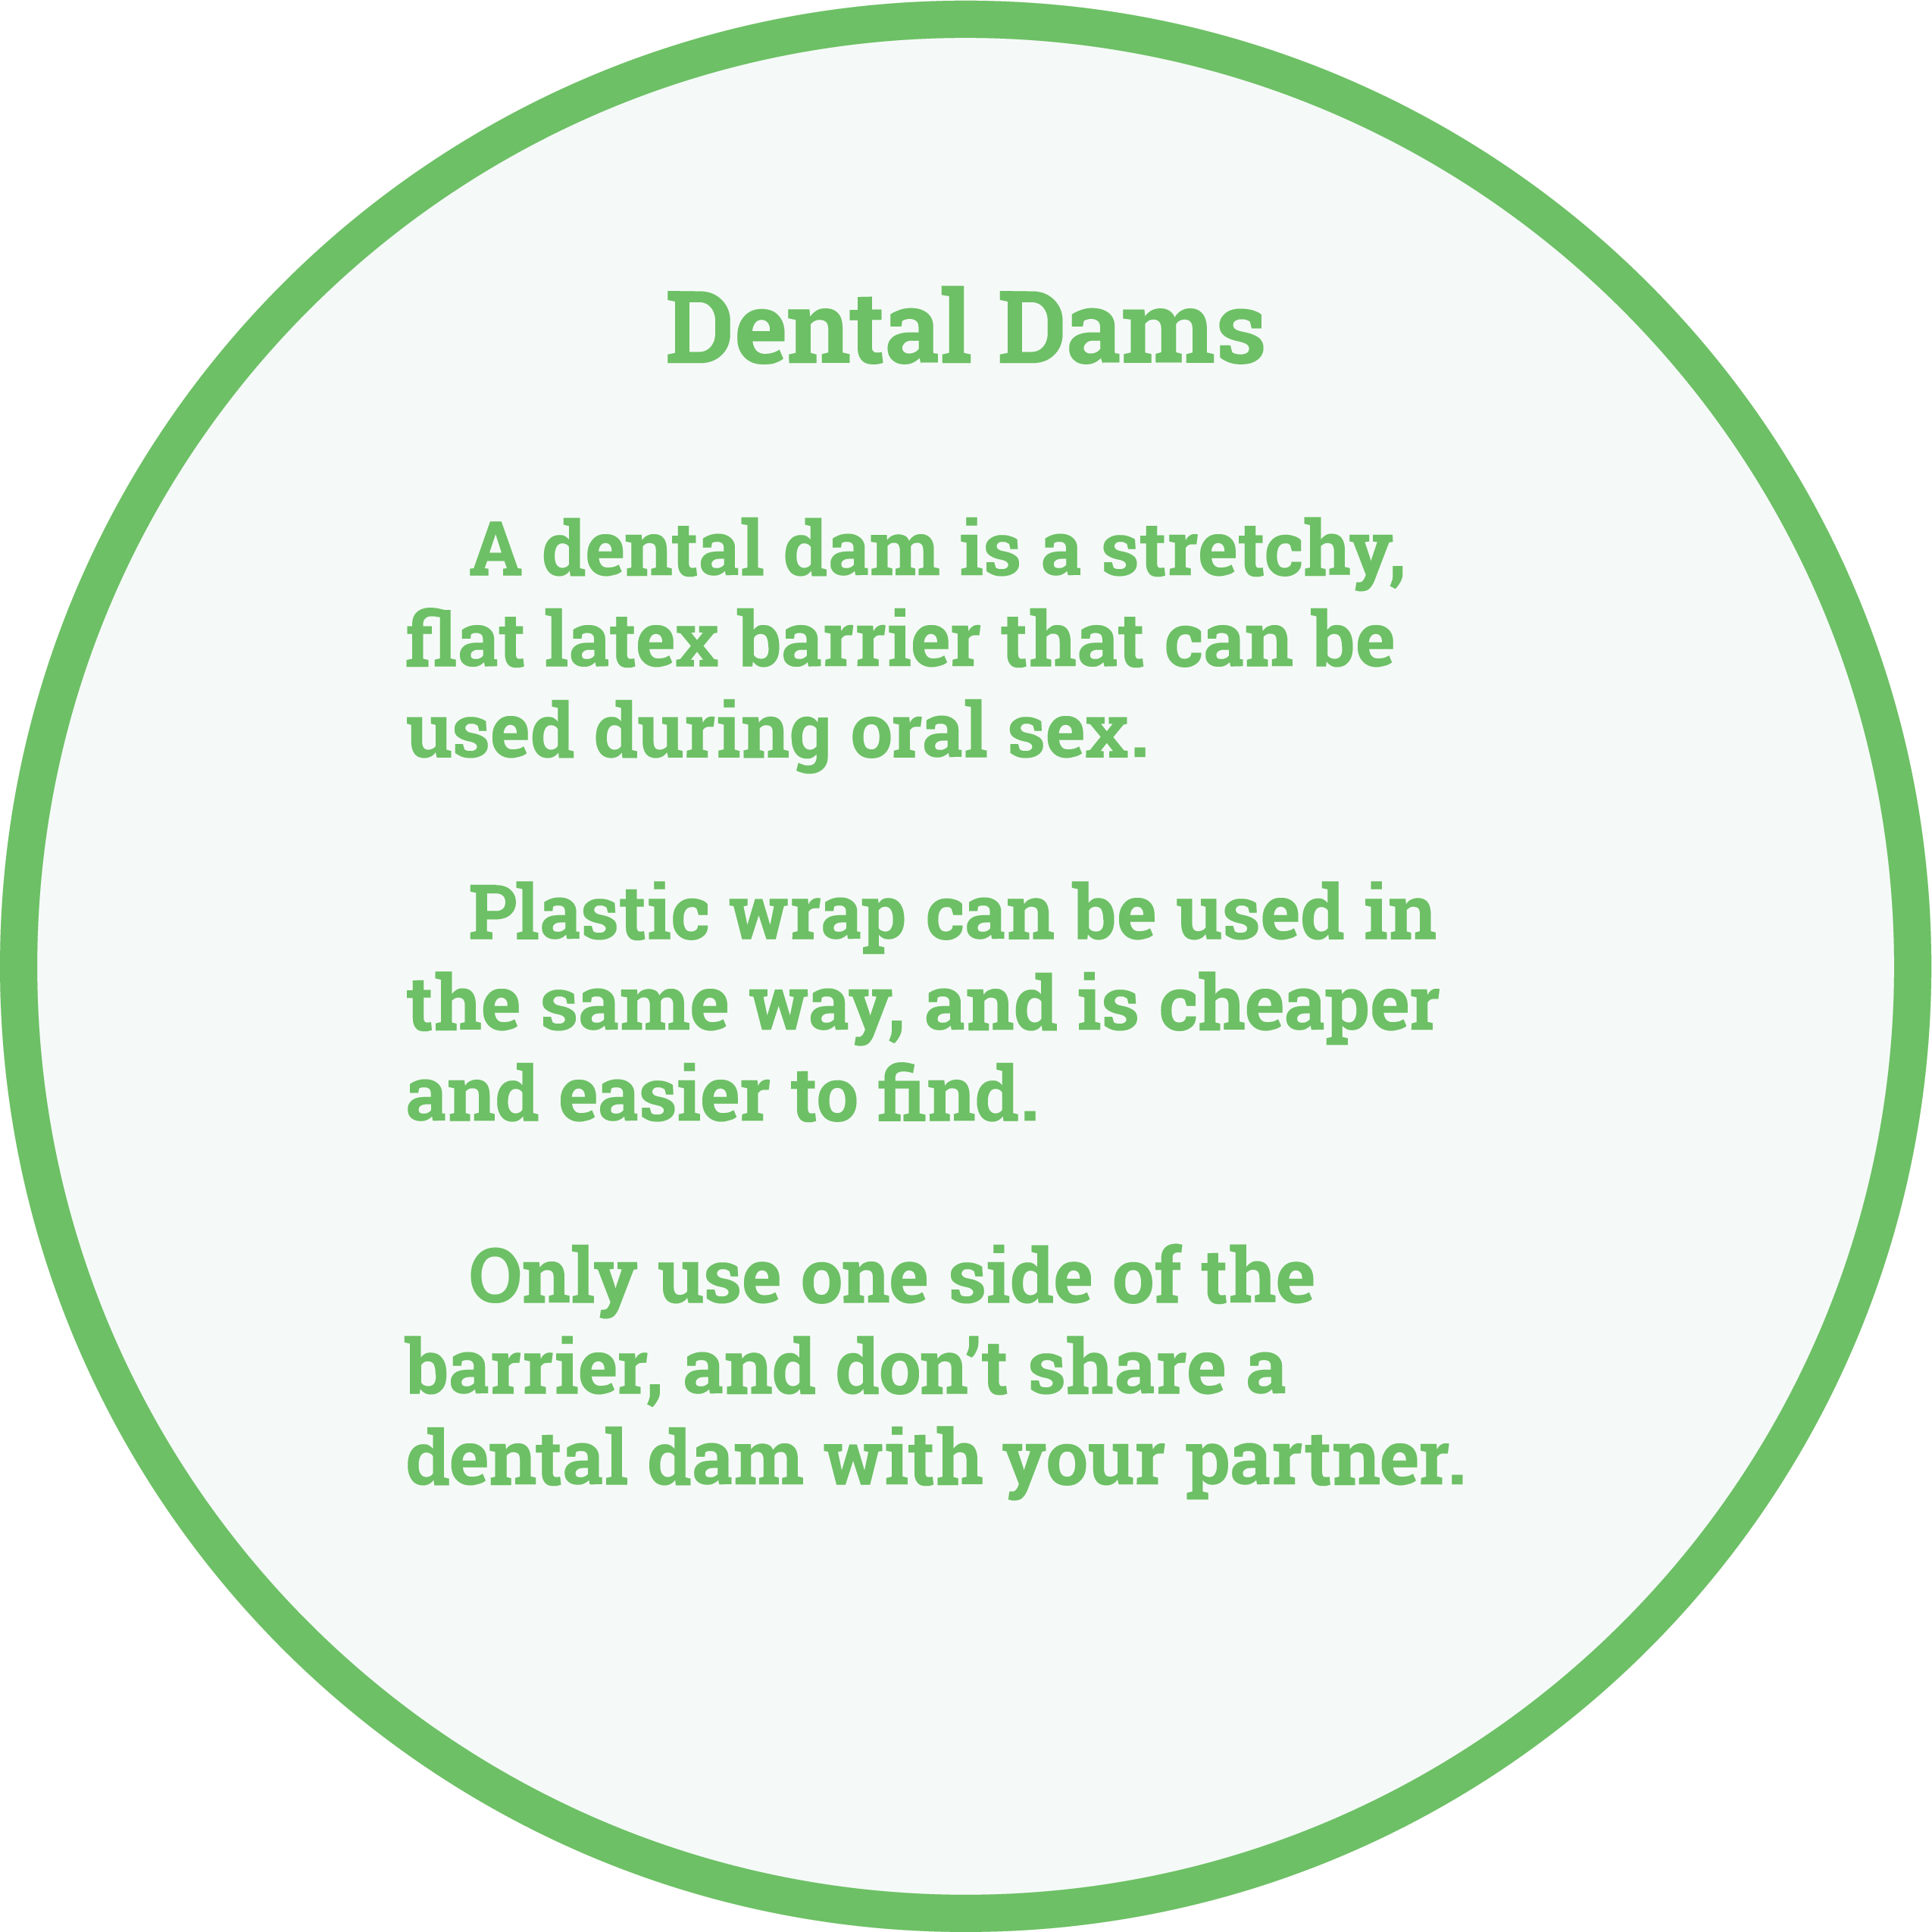 Dental Dams
A dental dam is a stretchy,
flat latex barrier that can be
used during oral sex.
Plastic wrap can be used in
the same way, and is cheaper
and easier to find.
Only use one side of the
barrier, and don't share a
dental dam with your partner.